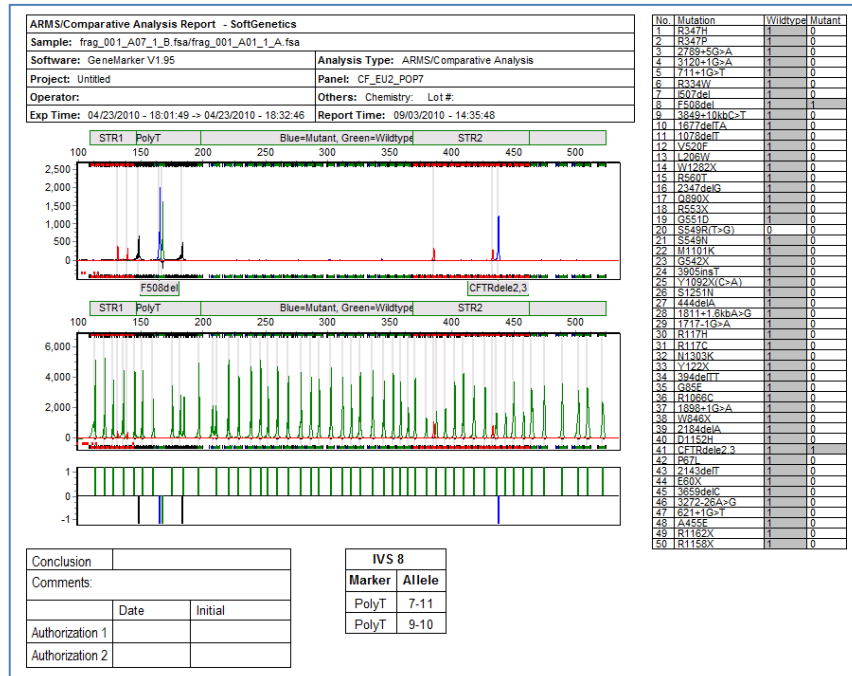 ARMS/Comparative Analysis Report - SoftGenetics
Sample: frag_001_A07_1_B.fsa/frag_001_A01_1_A.fsa
Software: GeneMarker V1.95 Analysis Type: ARMS/Comparative Analysis
Project: Untitled Panel: CF_EU2_POP7
Operator: Others: Chemistry: Lot #:
Exp Time: 04/23/2010 - 18:01:49 -> 04/23/2010 - 18:32:46 Report Time: 09/03/2010 - 14:35:48
STR1 PolyT Blue=Mutant, Green=Wildtype STR2
100 150 200 250 300 350 400 450 500
2,500
2,000
1,500
1,000
500
0
F508del CFTRdele2,3
STR1 PolyT Blue=Mutant, Green=Wildtype STR2
100 150 200 250 300 350 400 450 500
6,000
4,000
2,000
0
1
0
-1
Conclusion
Comments:
Date Initial
Authorization 1
Authorization 2
IVS 8
Marker Allele
PolyT 7-11
PolyT 9-10
No. Mutation Wildtype Mutant
1 R347H 1 0
2 R347P 1 0
3 2789+5G>A 1 0
4 3120+1G>A 1 0
5 711+1G>T 1 0
6 R334W 1 0
7 I507del 1 0
8 F508del 1 1
9 3849+10kbC>T 1 0
10 1677delTA 1 0
11 1078delT 1 0
12 V520F 1 0
13 L206W 1 0
14 W1282X 1 0
15 R560T 1 0
16 2347delG 1 0
17 Q890X 1 0
18 R553X 1 0
19 G551D 1 0
20 S549R(T>G) 0 0
21 S549N 1 0
22 M1101K 1 0
23 G542X 1 0
24 3905insT 1 0
25 Y1092X(C>A) 1 0
26 S1251N 1 0
27 444delA 1 0
28 1811+1.6kbA>G 1 0
29 1717-1G>A 1 0
30 R117H 1 0
31 R117C 1 0
32 N1303K 1 0
33 Y122X 1 0
34 394delTT 1 0
35 G85E 1 0
36 R1066C 1 0
37 1898+1G>A 1 0
38 W846X 1 0
39 2184delA 1 0
40 D1152H 1 0
41 CFTRdele2,3 1 1
42 P67L 1 0
43 2143delT 1 0
44 E60X 1 0
45 3659delC 1 0
46 3272-26A>G 1 0
47 621+1G>T 1 0
48 A455E 1 0
49 R1162X 1 0
50 R1158X 1 0